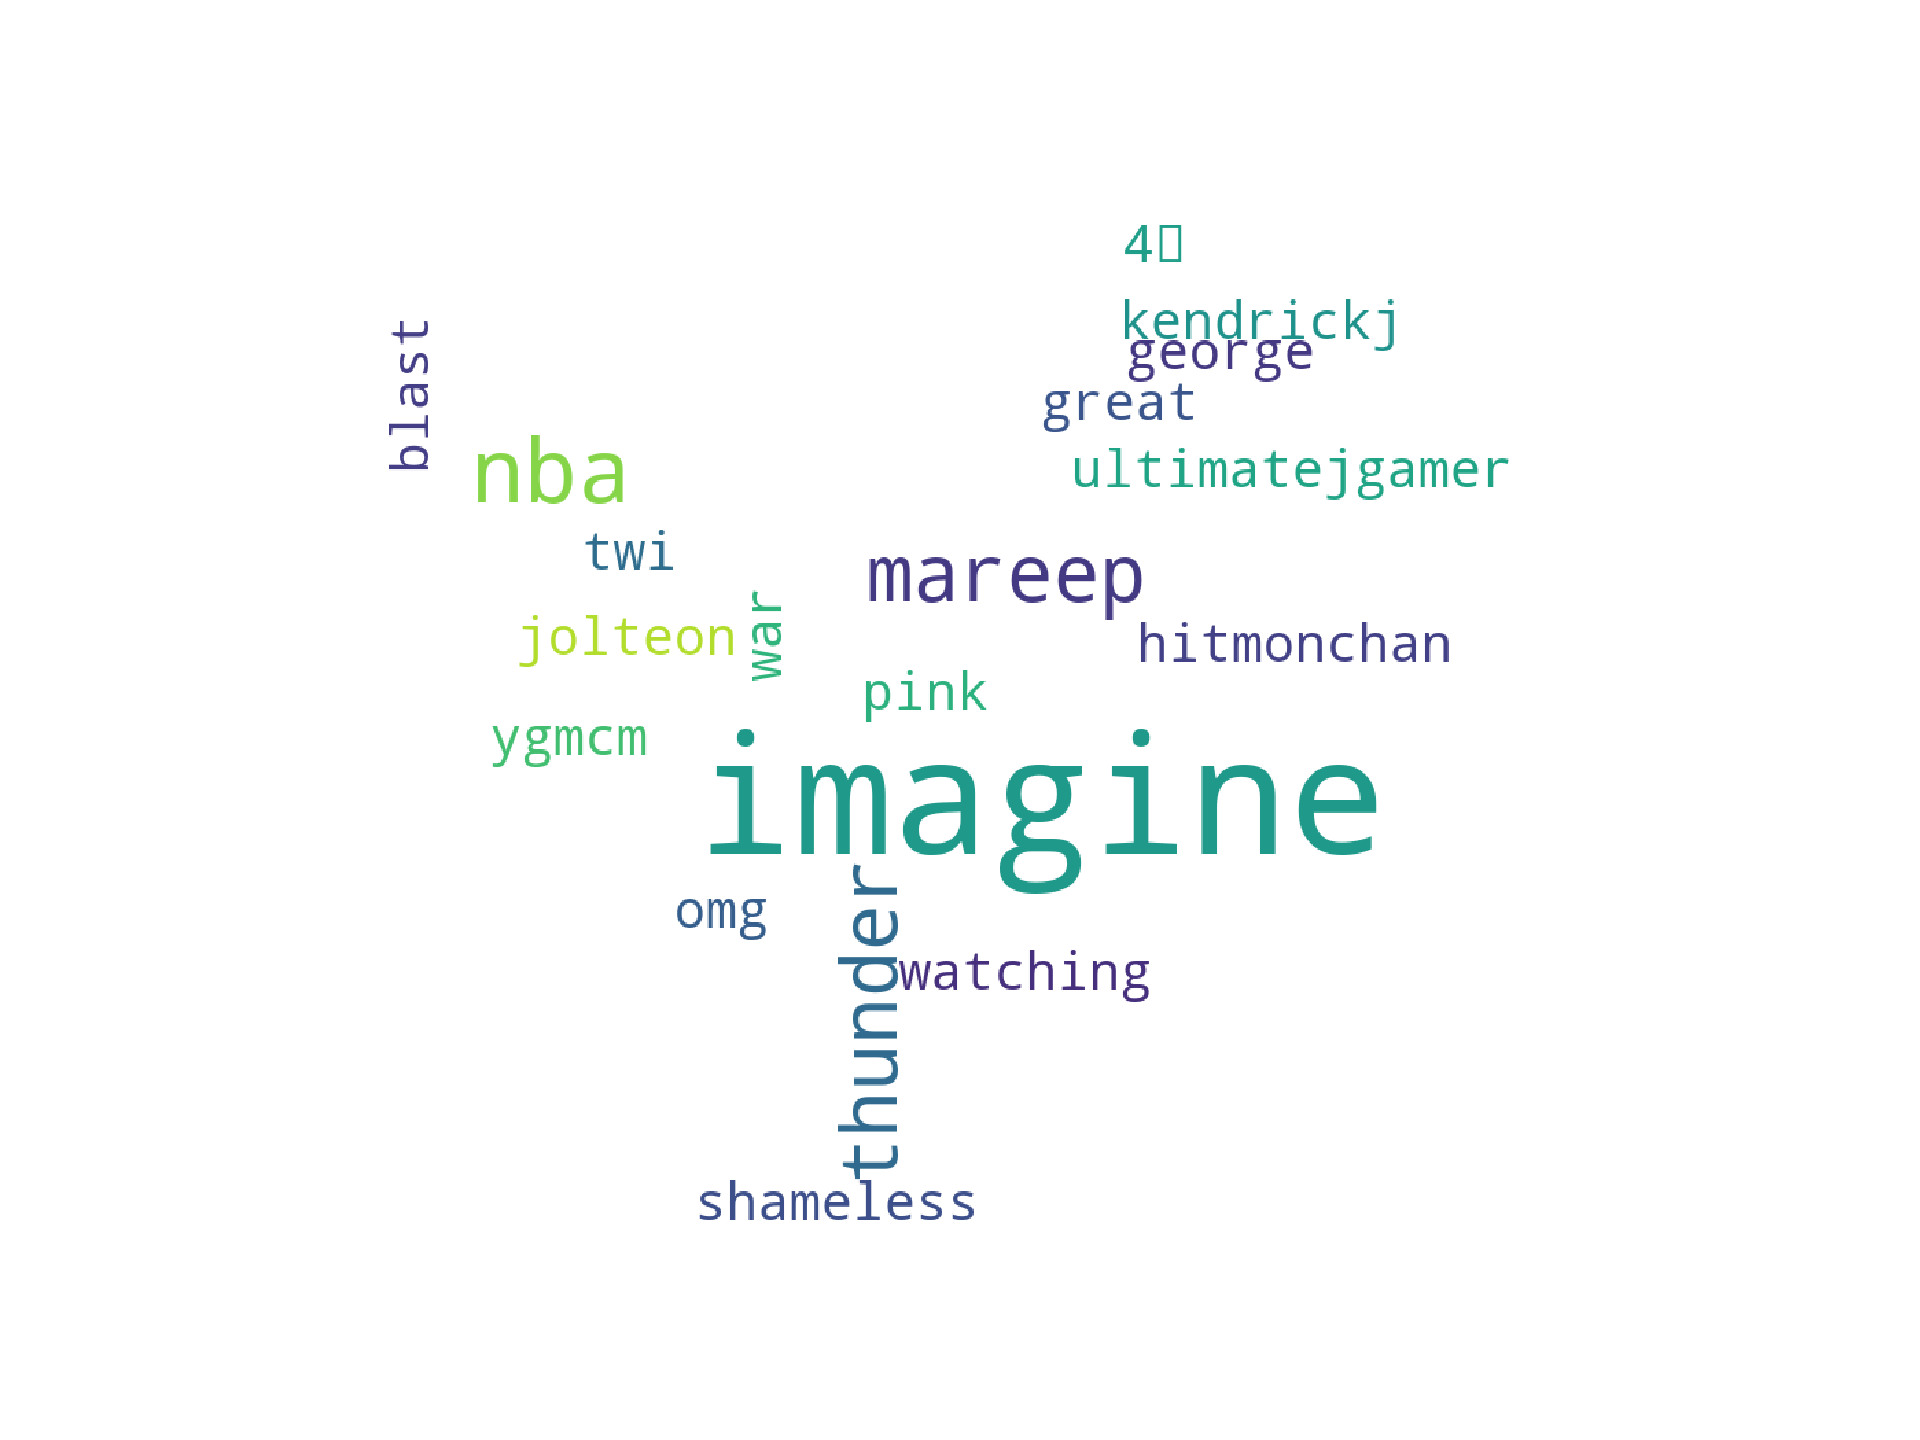 4
kendrickj
blast
george
great
nba
ultimatejgamer
twi
mareep
war
jolteon
hitmonchan
pink
ygmcm
imagine
omg
thunder
watching
shameless